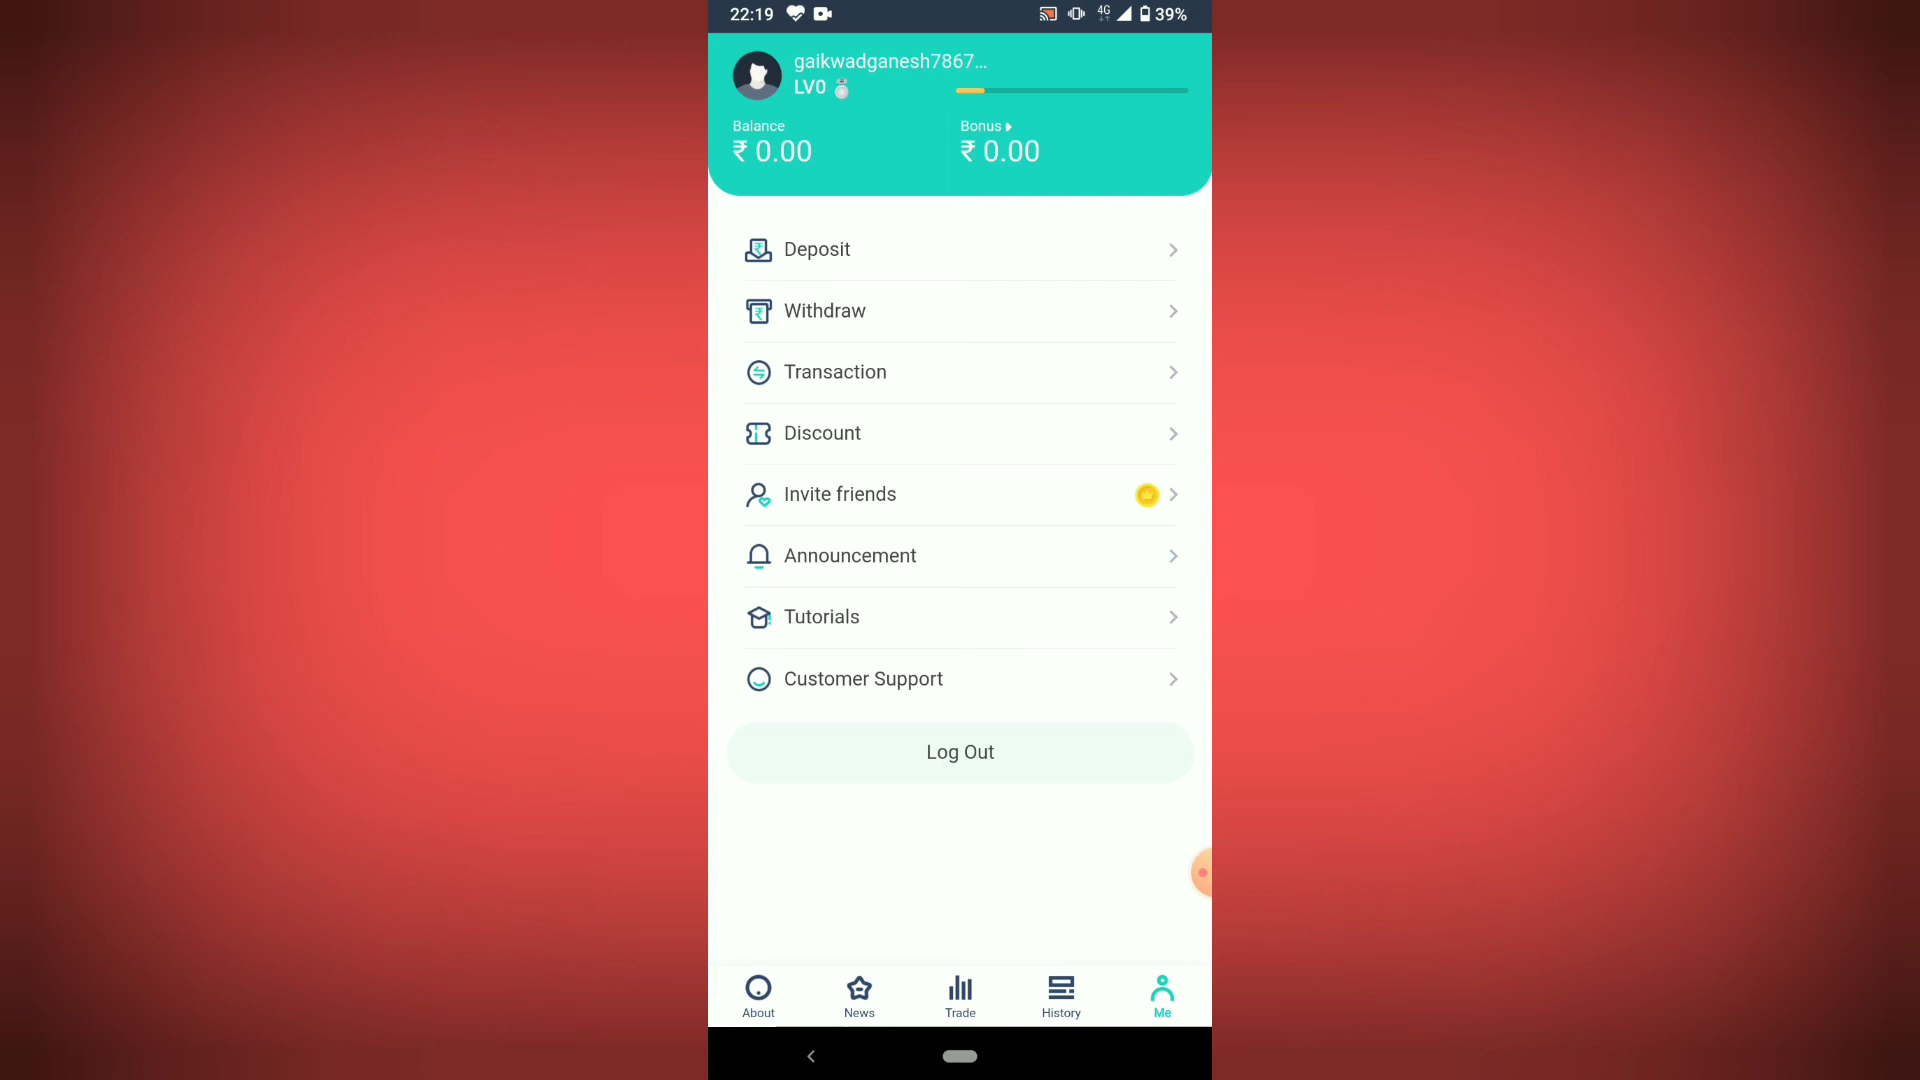 22:19 4G 39%
gaikwadganesh7867...
LV0
Balance Bonus
₹ 0.00 ₹ 0.00
Deposit
Withdraw
Transaction
Discount
Invite friends
Announcement
Tutorials
Customer Support
Log Out
About News Trade History Me